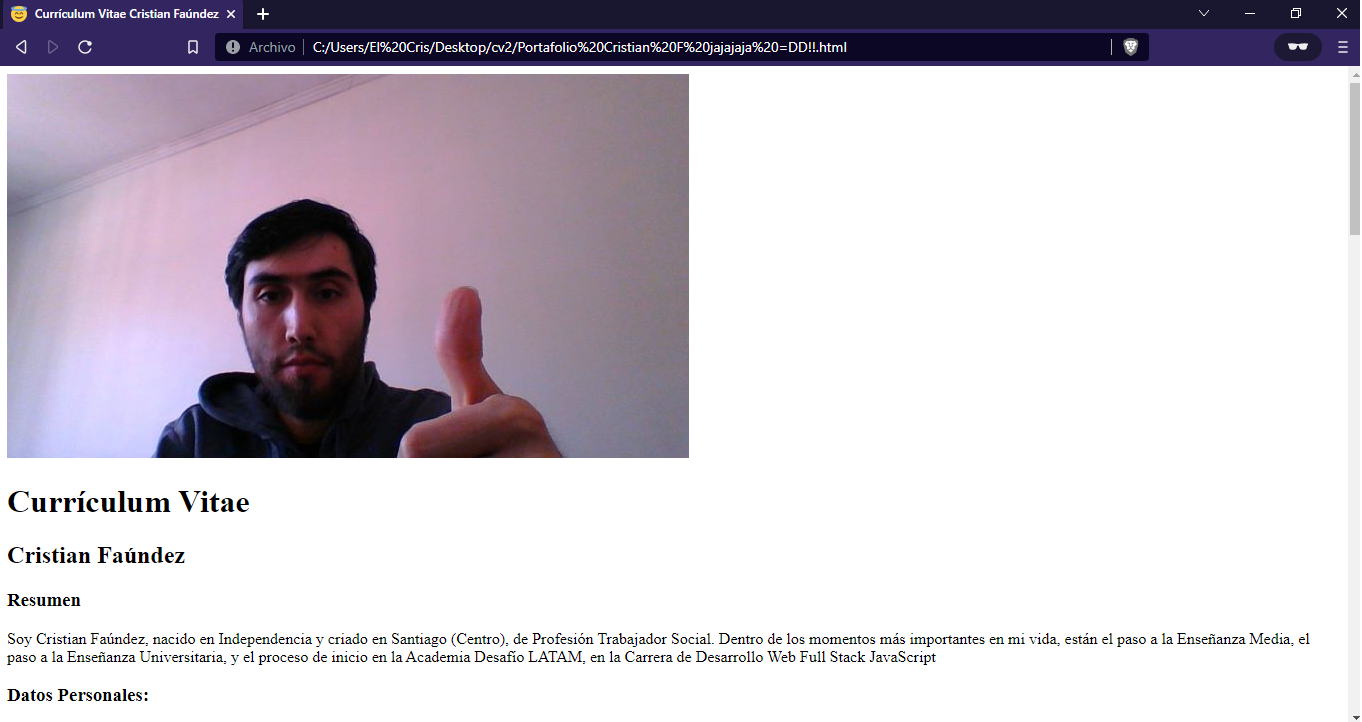 Currículum Vitae Cristian Faúndez
Archivo C:/Users/El%20Cris/Desktop/cv2/Portafolio%20Cristian%20F%20jajajaja%20=DD!!.html
Currículum Vitae
Cristian Faúndez
Resumen
Soy Cristian Faúndez, nacido en Independencia y criado en Santiago (Centro), de Profesión Trabajador Social. Dentro de los momentos más importantes en mi vida, están el paso a la Enseñanza Media, el
paso a la Enseñanza Universitaria, y el proceso de inicio en la Academia Desafío LATAM, en la Carrera de Desarrollo Web Full Stack JavaScript
Datos Personales: